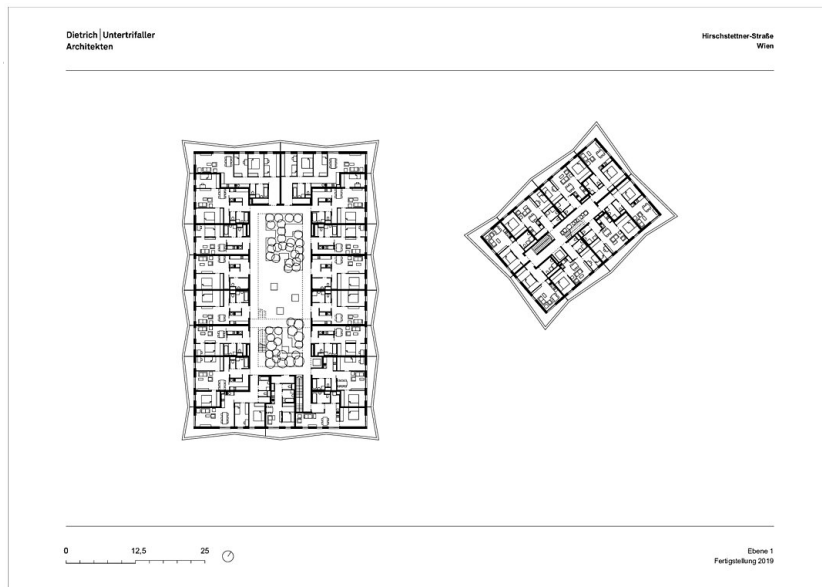 Dietrich|Untertrifaller
Architekten
Hirschstettner-Straße
Wien
0 12,5 25
Ebene 1
Fertigstellung 2019